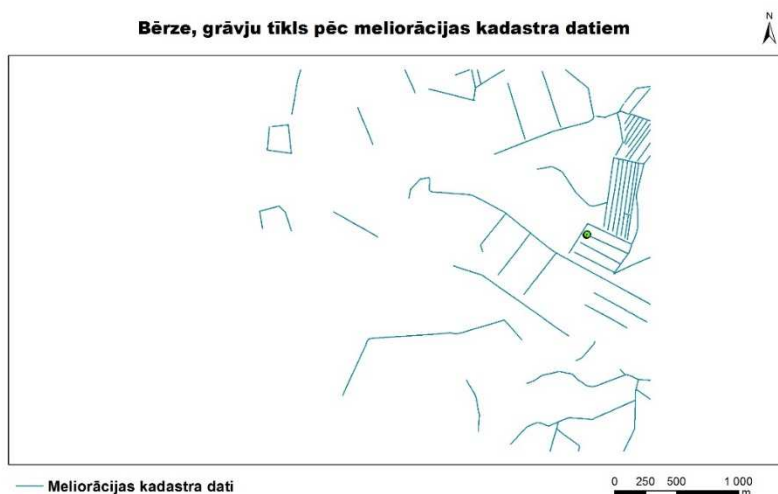 Bērze, grāvju tīkls pēc meliorācijas kadastra datiem
N
Meliorācijas kadastra dati
0 250 500 1 000
m